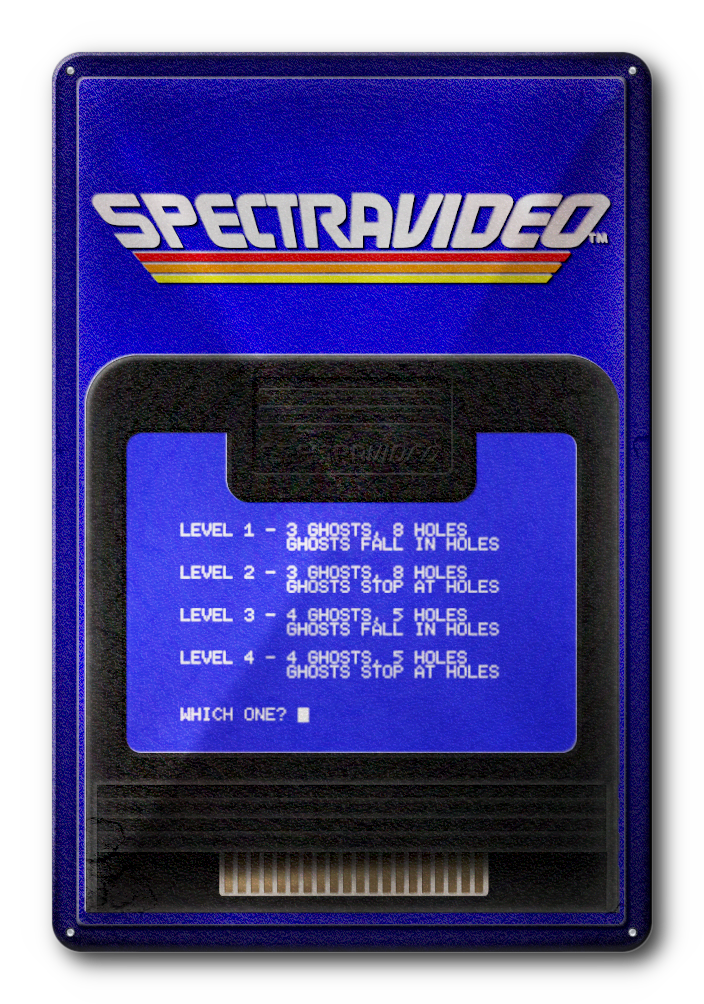 SPECTRAVIDEO™
SPECTRAVIDEO
LEVEL 1 - 3 GHOSTS, 8 HOLES
GHOSTS FALL IN HOLES
LEVEL 2 - 3 GHOSTS, 8 HOLES
GHOSTS STOP AT HOLES
LEVEL 3 - 4 GHOSTS, 5 HOLES
GHOSTS FALL IN HOLES
LEVEL 4 - 4 GHOSTS, 5 HOLES
GHOSTS STOP AT HOLES
WHICH ONE?